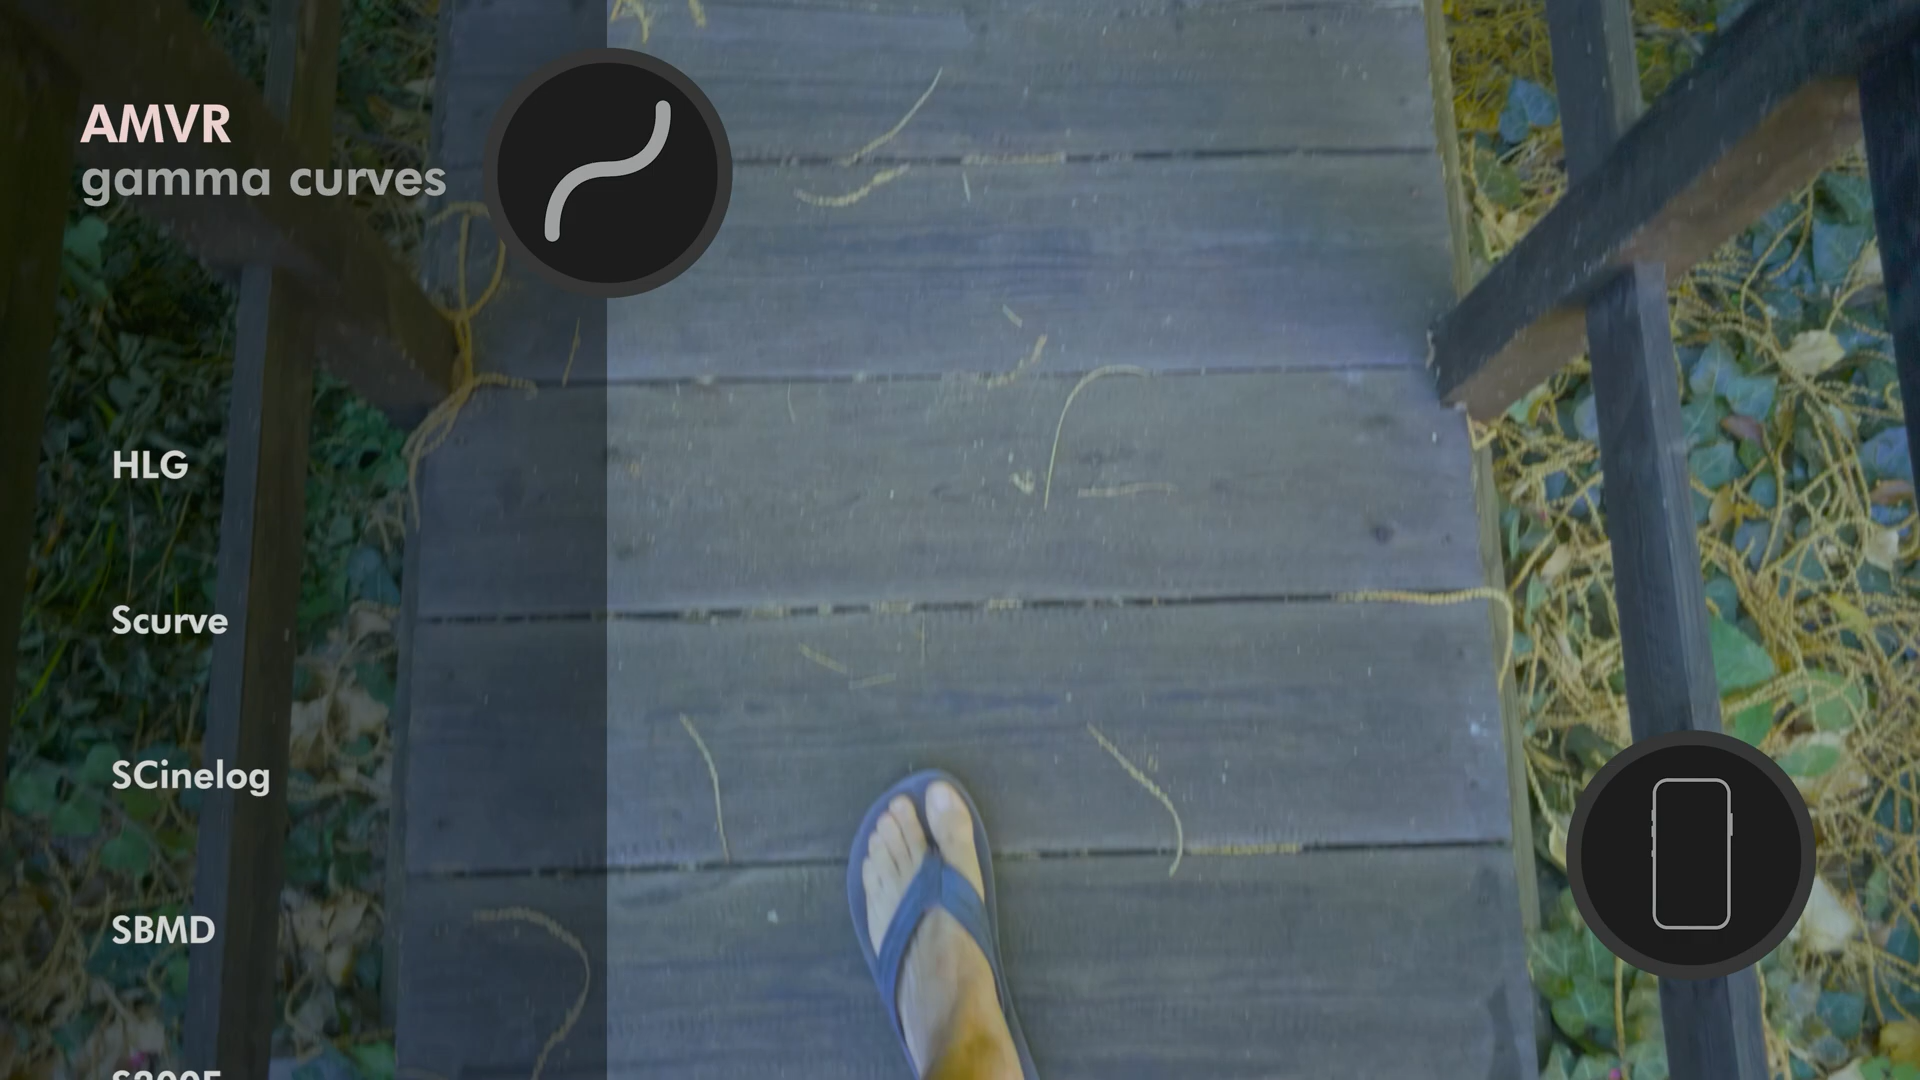 AMVR
gamma curves
HLG
Scurve
SCinelog
SBMD